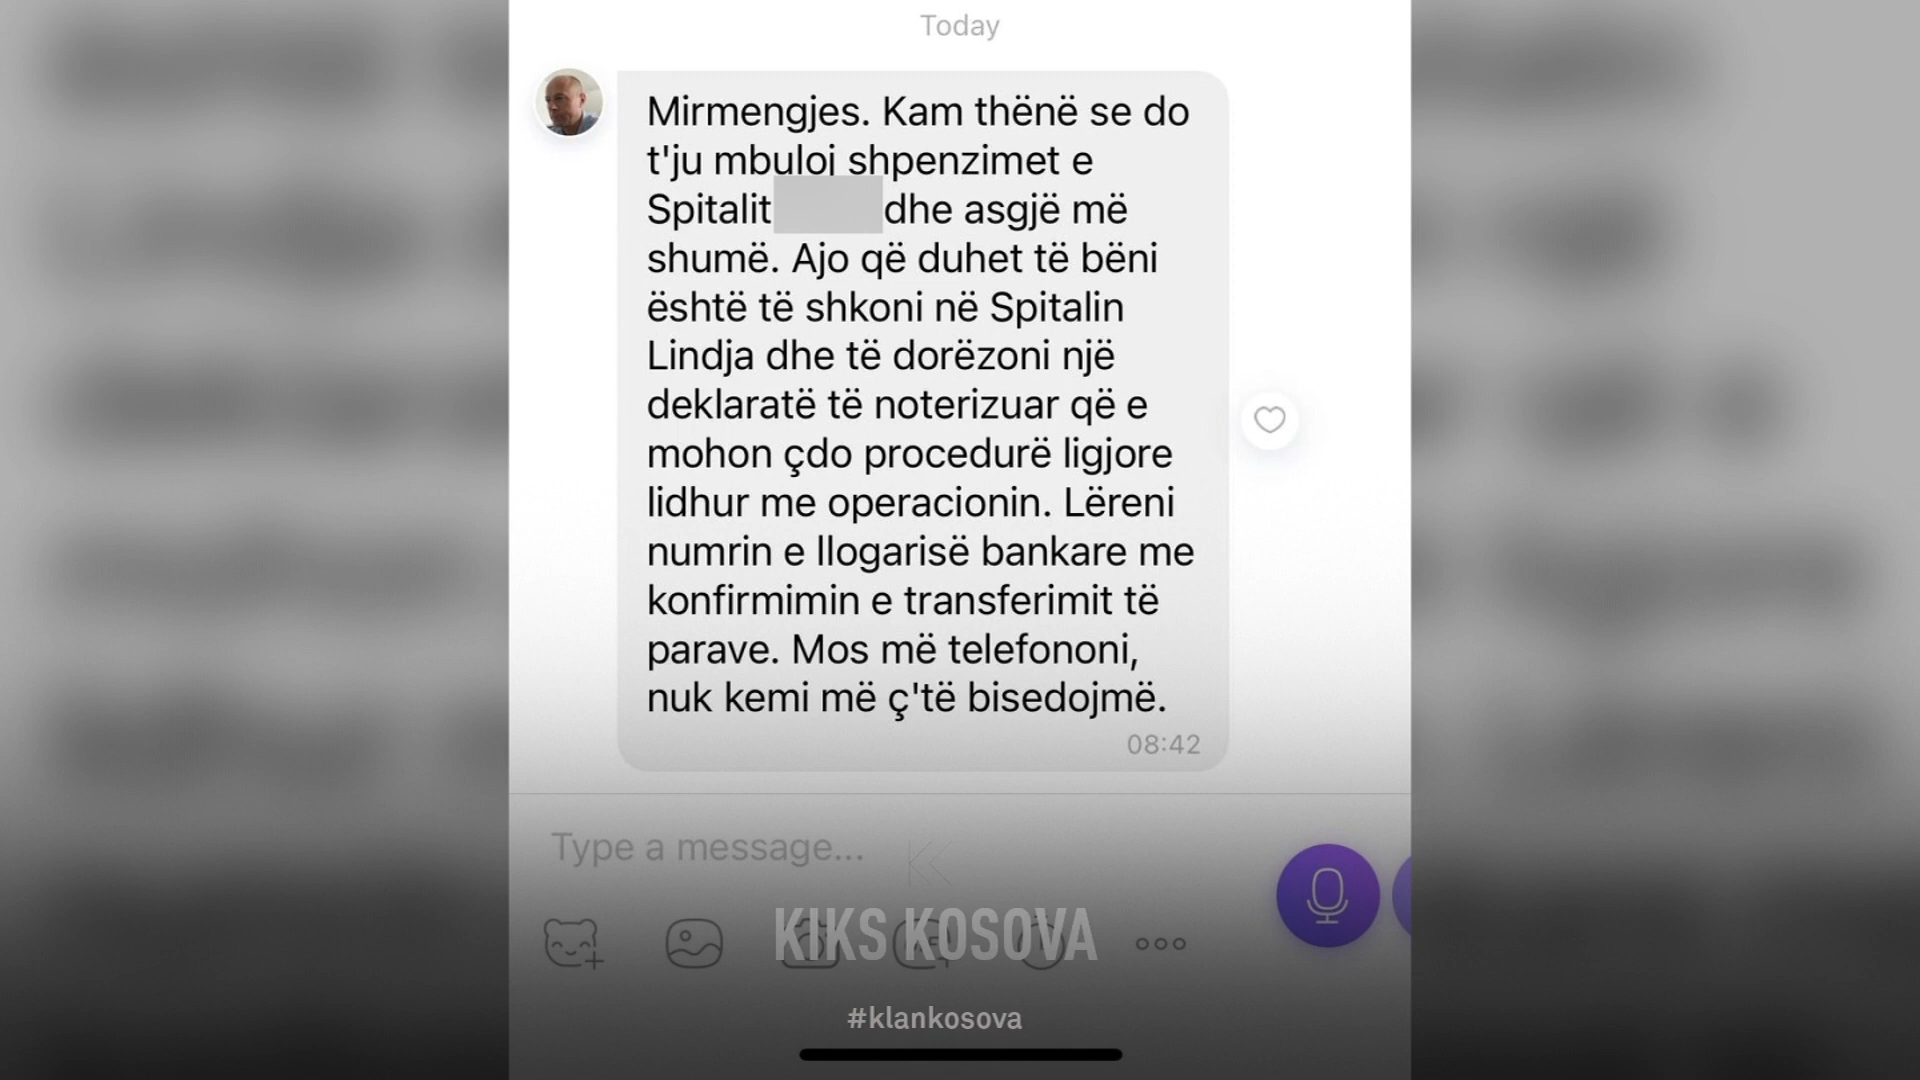 Today
Mirmengjes. Kam thënë se do
t'ju mbuloj shpenzimet e
Spitalit dhe asgjë më
shumë. Ajo që duhet të bëni
është të shkoni në Spitalin
Lindja dhe të dorëzoni një
deklaratë të noterizuar që e
mohon çdo procedurë ligjore
lidhur me operacionin. Lëreni
numrin e llogarisë bankare me
konfirmimin e transferimit të
parave. Mos më telefononi,
nuk kemi më ç'të bisedojmë.
08:42
Type a message...
KIKS KOSOVA
#klankosova